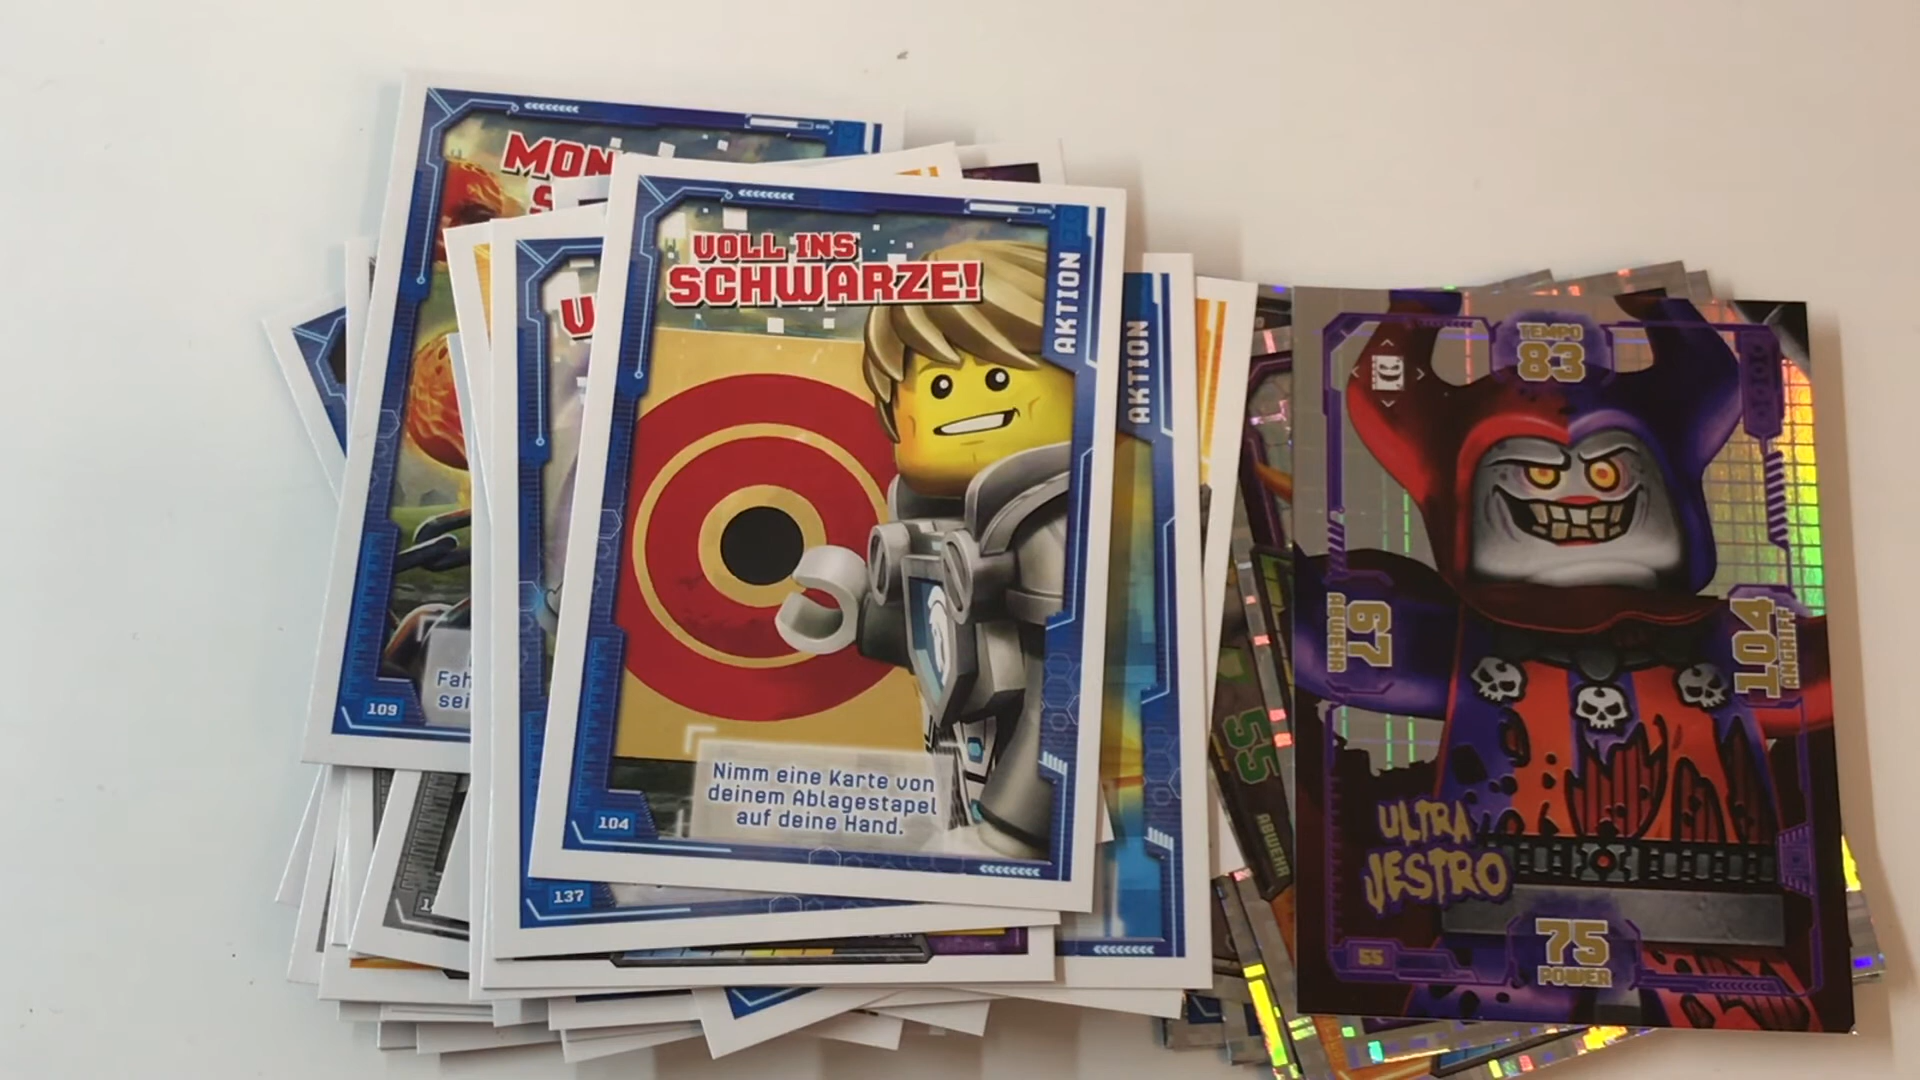 MON
S
Fah
sei
109
VOLL INS
SCHWARZE!
AKTION
Nimm eine Karte von
deinem Ablagestapel
auf deine Hand.
104
137
AKTION
55
ABWEHR
TEMPO
83
67
ABWEHR
104
ANGRIFF
ULTRA
JESTRO
75
POWER
55